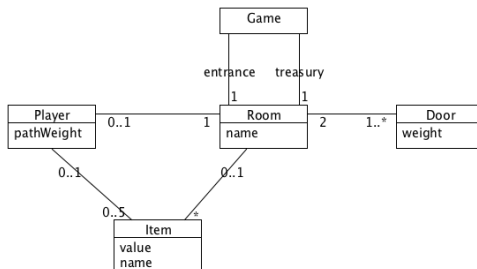 Game
entrance treasury
1 1
Player Room Door
0..1 1 2 1..*
pathWeight name weight
0..1 0..1
0..5 *
Item
value
name